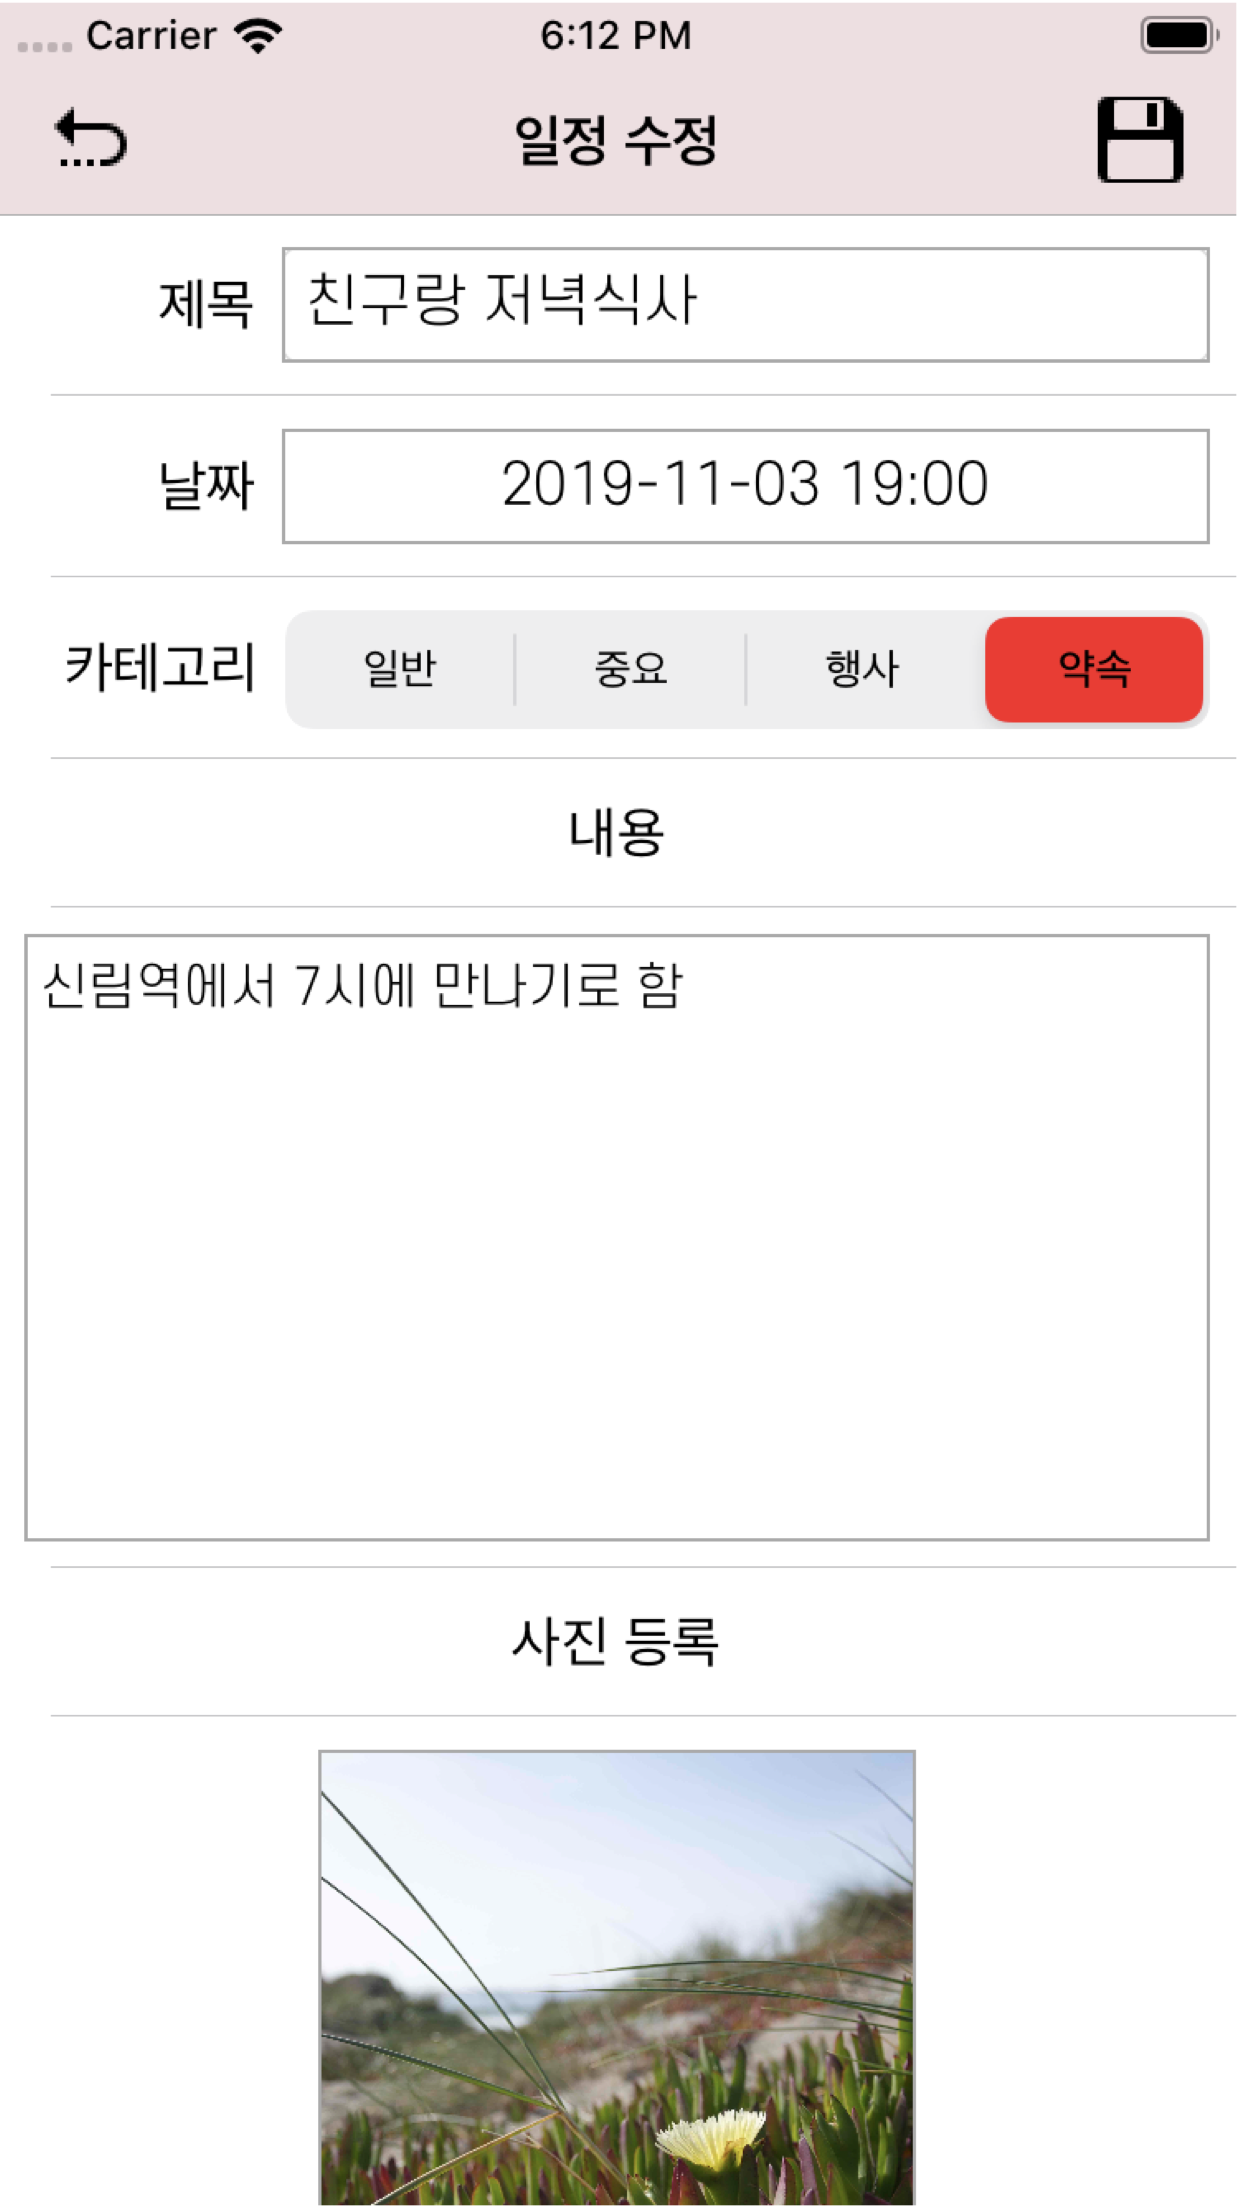 Carrier 6:12 PM
일정 수정
제목 친구랑 저녁식사
날짜 2019-11-03 19:00
카테고리 일반 중요 행사 약속
내용
신림역에서 7시에 만나기로 함
사진 등록